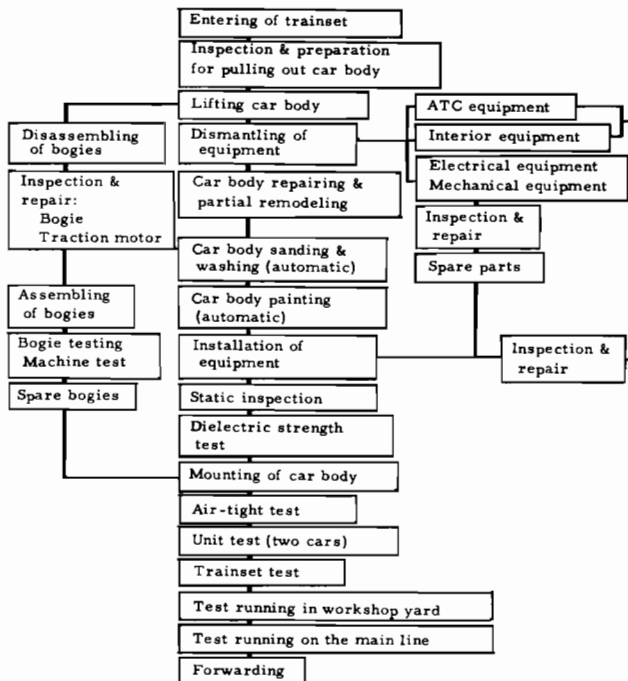 Entering of trainset
Inspection & preparation
for pulling out car body
Lifting car body
Dismantling of
equipment
Car body repairing &
partial remodeling
Car body sanding &
washing (automatic)
Car body painting
(automatic)
Installation of
equipment
Static inspection
Dielectric strength
test
Mounting of car body
Air-tight test
Unit test (two cars)
Trainset test
Test running in workshop yard
Test running on the main line
Forwarding
Disassembling
of bogies
Inspection &
repair:
Bogie
Traction motor
Assembling
of bogies
Bogie testing
Machine test
Spare bogies
ATC equipment
Interior equipment
Electrical equipment
Mechanical equipment
Inspection &
repair
Spare parts
Inspection &
repair